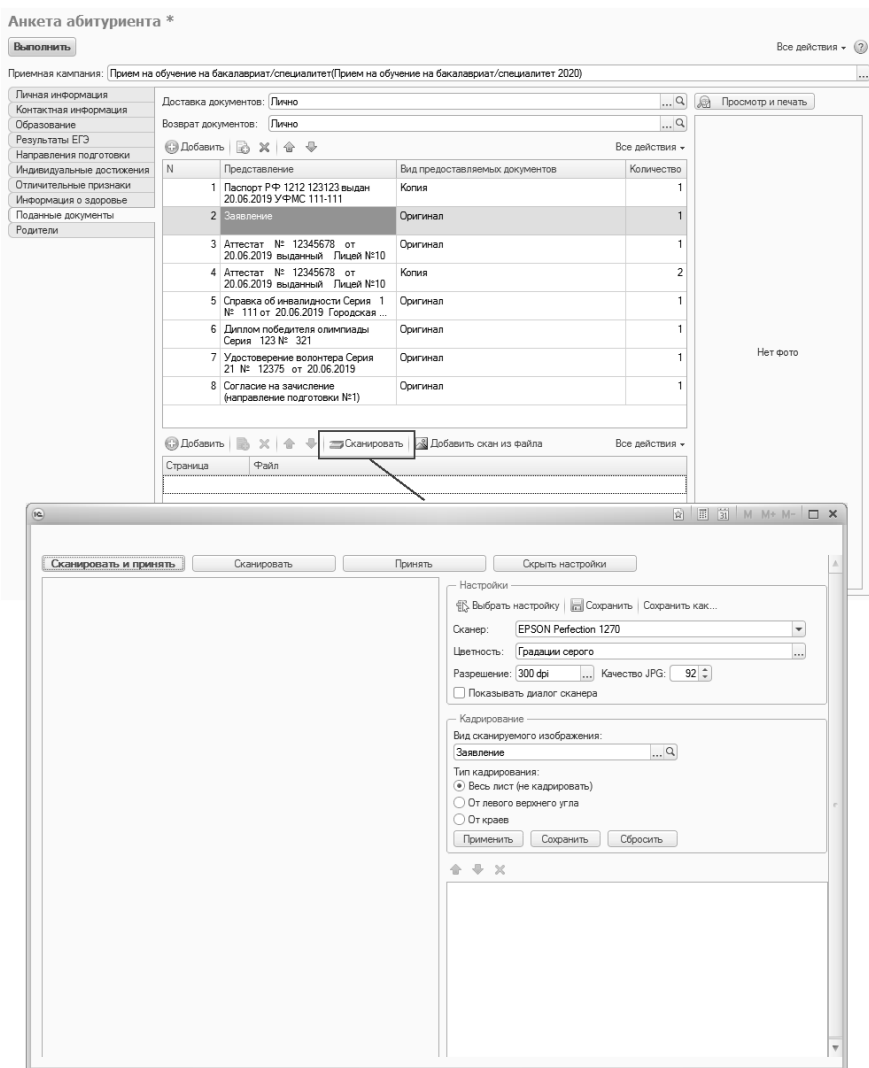 Анкета абитуриента *
Выполнить
Все действия
Приемная кампания: Прием на обучение на бакалавриат/специалитет(Прием на обучение на бакалавриат/специалитет 2020) ...
Личная информация
Контактная информация
Образование
Результаты ЕГЭ
Направления подготовки
Индивидуальные достижения
Отличительные признаки
Информация о здоровье
Поданные документы
Родители
Доставка документов: Лично ...
Возврат документов: Лично ...
Просмотр и печать
Добавить
Все действия
N Представление Вид предоставляемых документов Количество
1 Паспорт РФ 1212 123123 выдан Копия 1
20.06.2019 УФМС 111-111
2 Заявление Оригинал 1
3 Аттестат № 12345678 от Оригинал 1
20.06.2019 выданный Лицей №10
4 Аттестат № 12345678 от Копия 2
20.06.2019 выданный Лицей №10
5 Справка об инвалидности Серия 1 Оригинал 1
№ 111 от 20.06.2019 Городская ...
6 Диплом победителя олимпиады Оригинал 1
Серия 123 № 321
7 Удостоверение волонтера Серия Оригинал 1
21 № 12375 от 20.06.2019
8 Согласие на зачисление Оригинал 1
(направление подготовки №1)
Нет фото
Добавить Сканировать Добавить скан из файла Все действия
Страница Файл
1С M M+ M-
Сканировать и принять Сканировать Принять Скрыть настройки
Настройки
Выбрать настройку Сохранить Сохранить как...
Сканер: EPSON Perfection 1270
Цветность: Градации серого ...
Разрешение: 300 dpi ... Качество JPG: 92
Показывать диалог сканера
Кадрирование
Вид сканируемого изображения:
Заявление ...
Тип кадрирования:
Весь лист (не кадрировать)
От левого верхнего угла
От краев
Применить Сохранить Сбросить